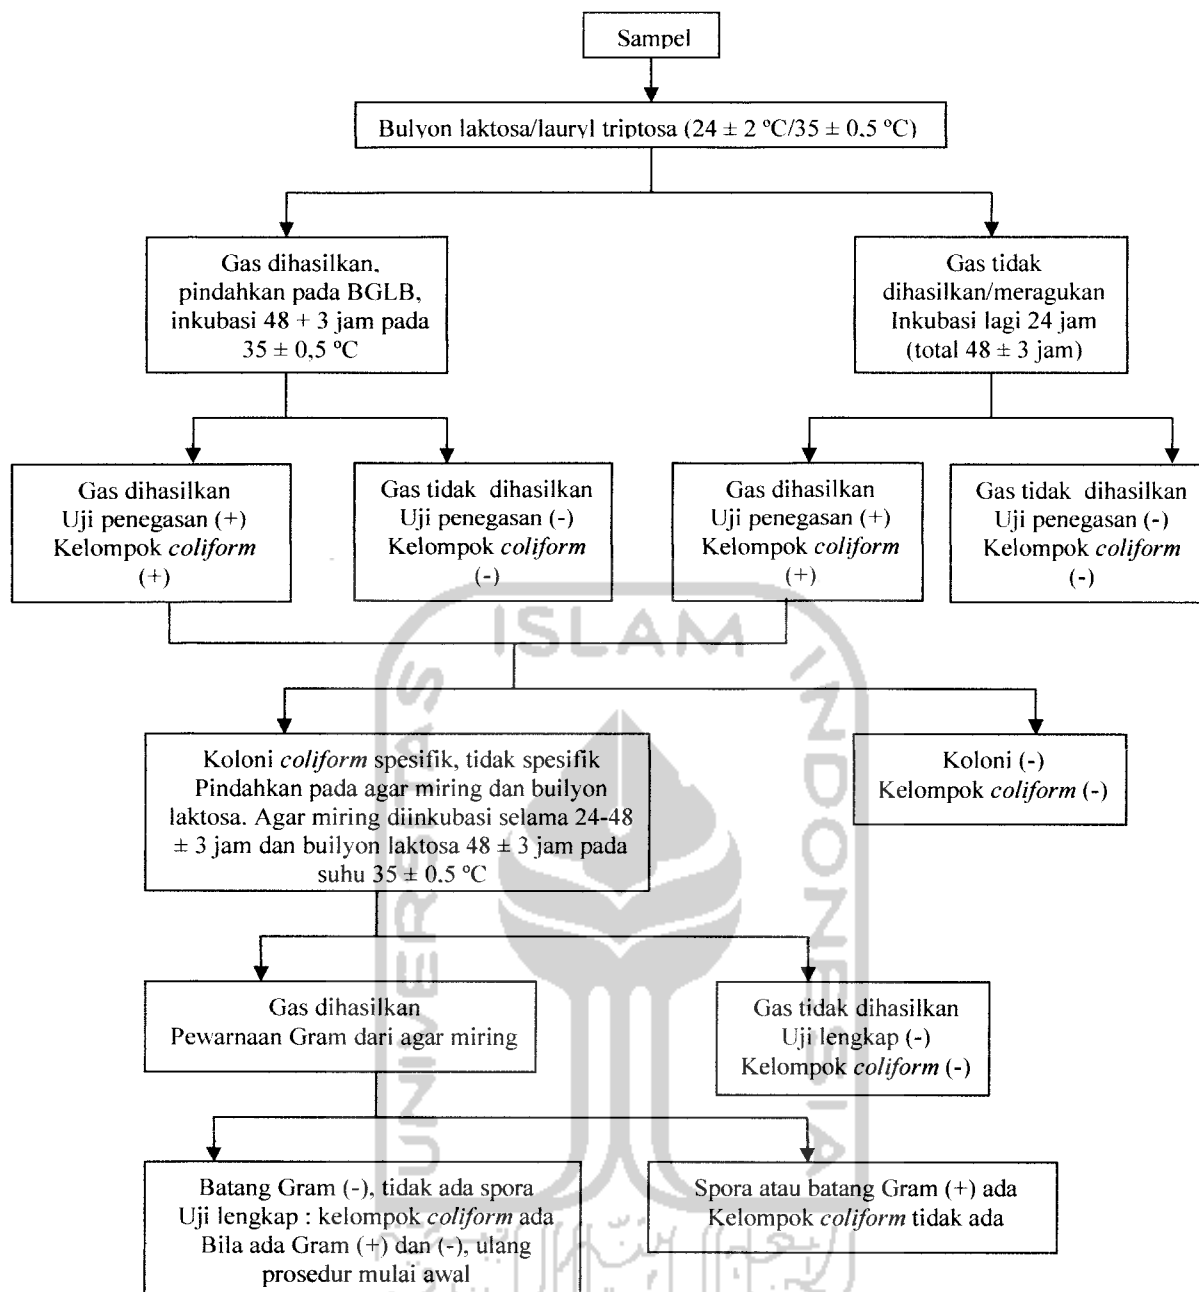 Sampel
Bulyon laktosa/lauryl triptosa (24 ± 2 ºC/35 ± 0.5 ºC)
Gas dihasilkan,
pindahkan pada BGLB,
inkubasi 48 + 3 jam pada
35 ± 0,5 ºC
Gas tidak
dihasilkan/meragukan
Inkubasi lagi 24 jam
(total 48 ± 3 jam)
Gas dihasilkan
Uji penegasan (+)
Kelompok coliform
(+)
Gas tidak dihasilkan
Uji penegasan (-)
Kelompok coliform
(-)
Gas dihasilkan
Uji penegasan (+)
Kelompok coliform
(+)
Gas tidak dihasilkan
Uji penegasan (-)
Kelompok coliform
(-)
Koloni coliform spesifik, tidak spesifik
Pindahkan pada agar miring dan builyon
laktosa. Agar miring diinkubasi selama 24-48
± 3 jam dan builyon laktosa 48 ± 3 jam pada
suhu 35 ± 0.5 ºC
Koloni (-)
Kelompok coliform (-)
Gas dihasilkan
Pewarnaan Gram dari agar miring
Gas tidak dihasilkan
Uji lengkap (-)
Kelompok coliform (-)
Batang Gram (-), tidak ada spora
Uji lengkap : kelompok coliform ada
Bila ada Gram (+) dan (-), ulang
prosedur mulai awal
Spora atau batang Gram (+) ada
Kelompok coliform tidak ada
UNIVERSITAS
ISLAM
INDONESIA